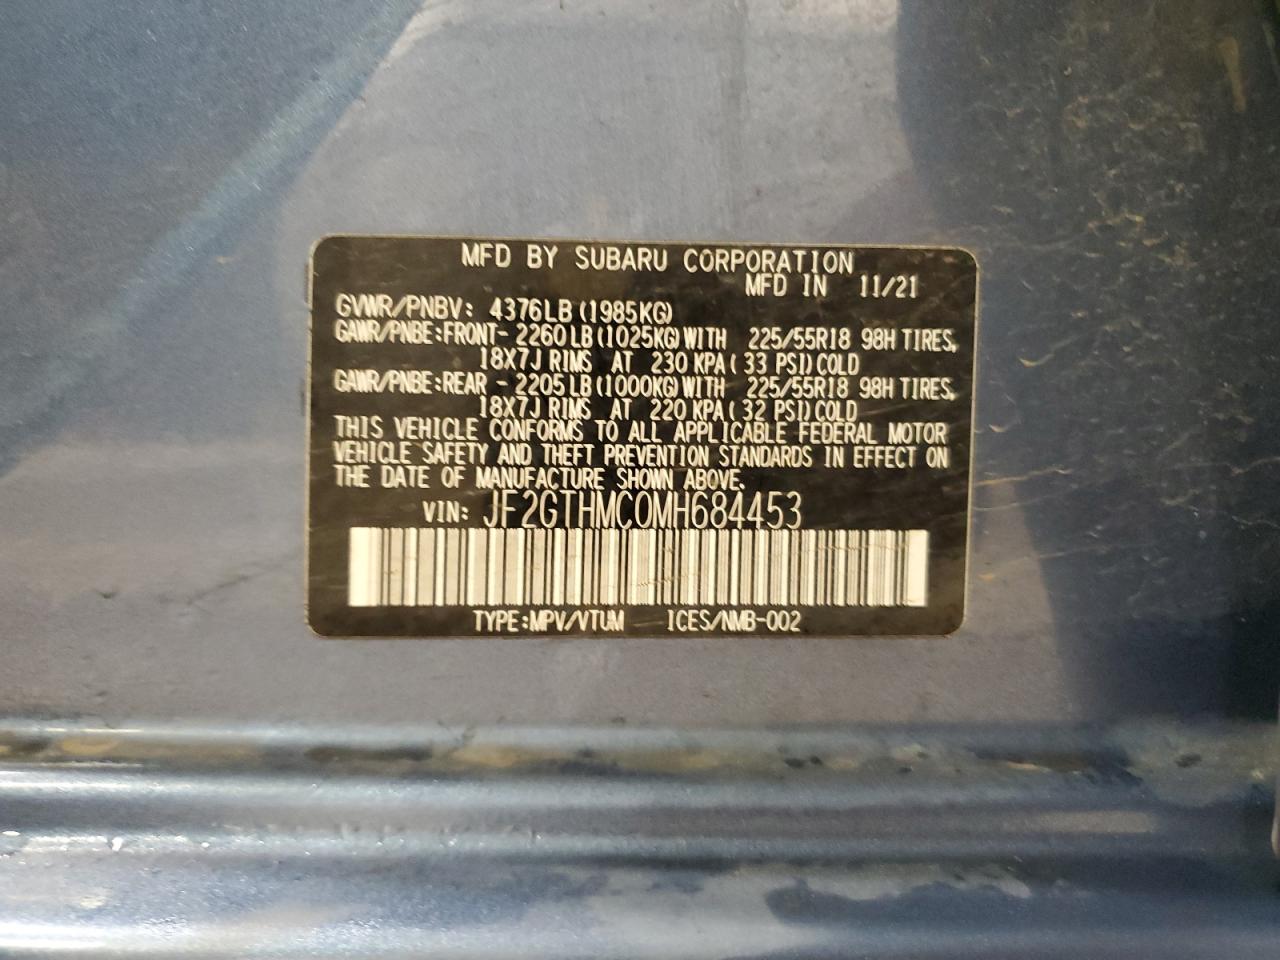 MFD BY SUBARU CORPORATION
MFD IN 11/21
GVWR/PNBV: 4376LB(1985KG)
GAWR/PNBE:FRONT- 2260LB(1025KG)WITH 225/55R18 98H TIRES,
18X7J RIMS AT 230 KPA( 33 PSI)COLD
GAWR/PNBE:REAR - 2205LB(1000KG)WITH 225/55R18 98H TIRES,
18X7J RIMS AT 220 KPA( 32 PSI)COLD
THIS VEHICLE CONFORMS TO ALL APPLICABLE FEDERAL MOTOR
VEHICLE SAFETY AND THEFT PREVENTION STANDARDS IN EFFECT ON
THE DATE OF MANUFACTURE SHOWN ABOVE.
VIN: JF2GTHMC0MH684453
TYPE:MPV/VTUM ICES/NMB-002